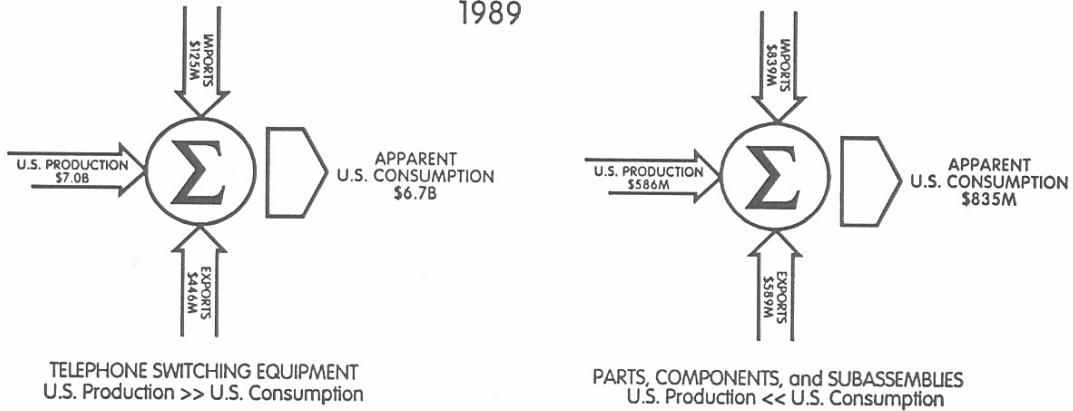 1989
IMPORTS
$125M
U.S. PRODUCTION
$7.0B
Σ
APPARENT
U.S. CONSUMPTION
$6.7B
EXPORTS
$446M
TELEPHONE SWITCHING EQUIPMENT
U.S. Production >> U.S. Consumption
IMPORTS
$839M
U.S. PRODUCTION
$586M
Σ
APPARENT
U.S. CONSUMPTION
$835M
EXPORTS
$589M
PARTS, COMPONENTS, and SUBASSEMBLIES
U.S. Production << U.S. Consumption